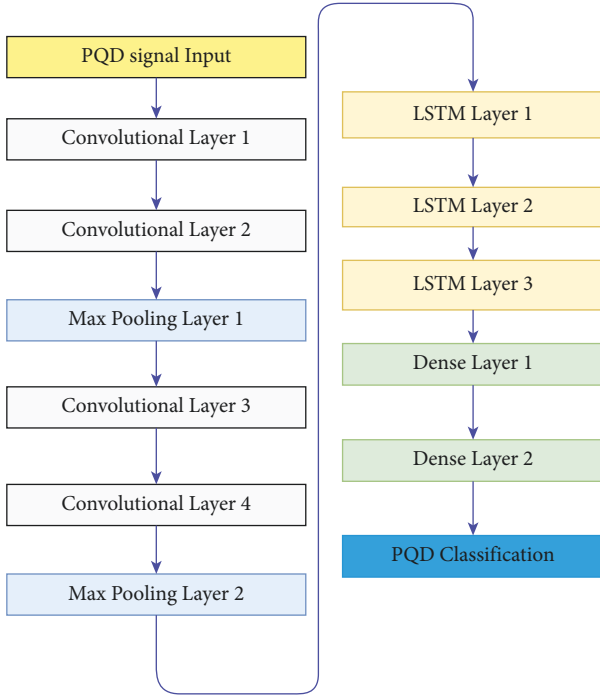 PQD signal Input
Convolutional Layer 1
Convolutional Layer 2
Max Pooling Layer 1
Convolutional Layer 3
Convolutional Layer 4
Max Pooling Layer 2
LSTM Layer 1
LSTM Layer 2
LSTM Layer 3
Dense Layer 1
Dense Layer 2
PQD Classification